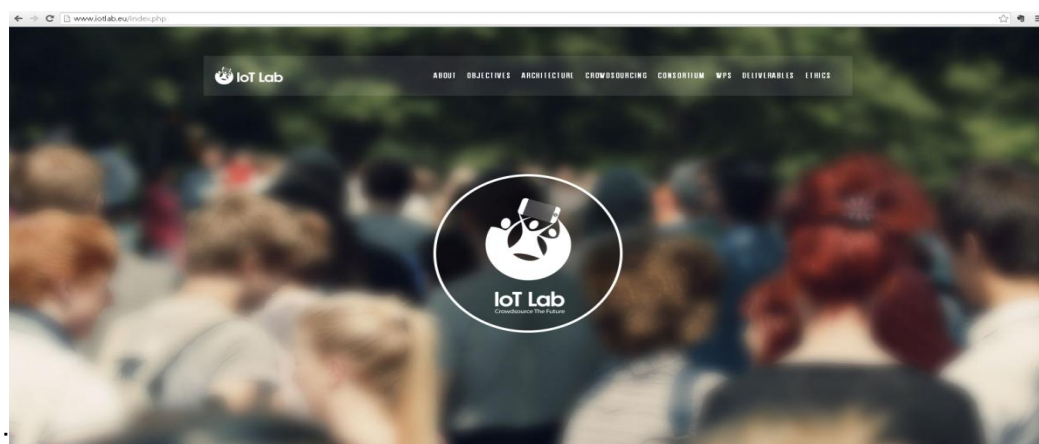 www.iotlab.eu/index.php
IoT Lab
ABOUT OBJECTIVES ARCHITECTURE CROWDSOURCING CONSORTIUM WPS DELIVERABLES ETHICS
IoT Lab
Crowdsource The Future